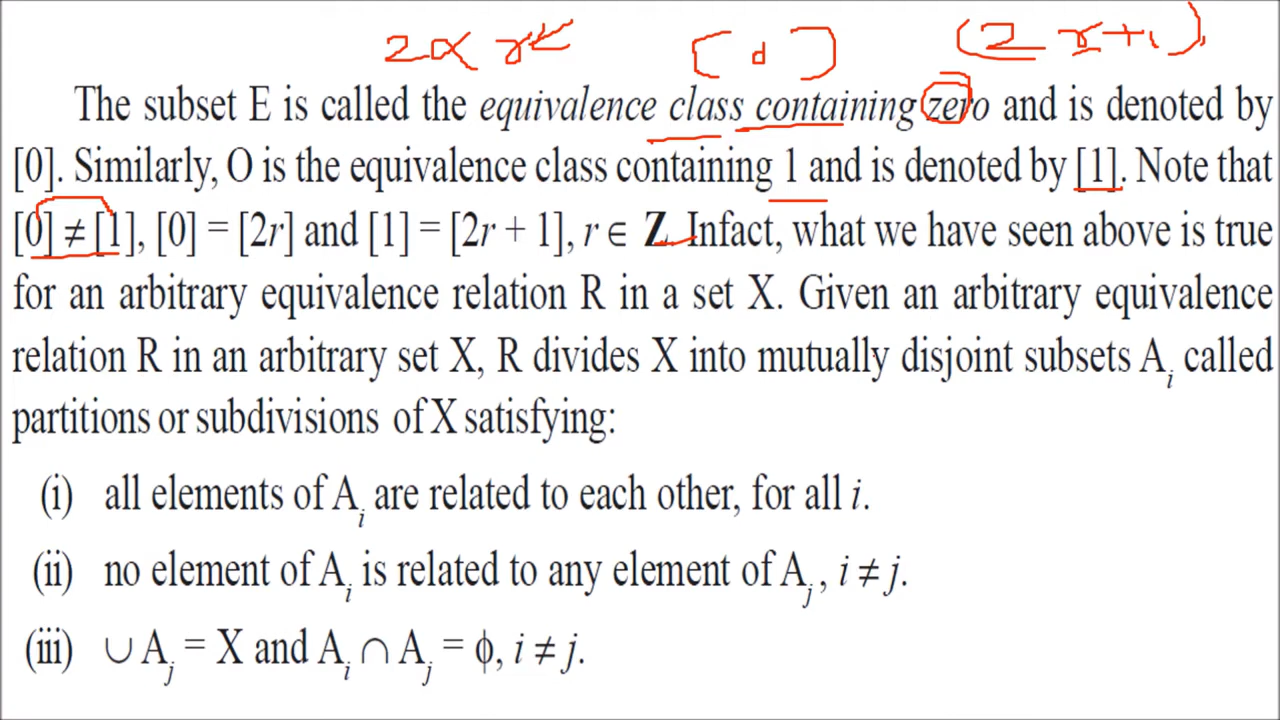 2 r [d] (2 r+1)
The subset E is called the equivalence class containing zero and is denoted by
[0]. Similarly, O is the equivalence class containing 1 and is denoted by [1]. Note that
[0] ≠ [1], [0] = [2r] and [1] = [2r + 1], r ∈ Z. Infact, what we have seen above is true
for an arbitrary equivalence relation R in a set X. Given an arbitrary equivalence
relation R in an arbitrary set X, R divides X into mutually disjoint subsets Aᵢ called
partitions or subdivisions of X satisfying:
(i) all elements of Aᵢ are related to each other, for all i.
(ii) no element of Aᵢ is related to any element of Aⱼ, i ≠ j.
(iii) ∪ Aⱼ = X and Aᵢ ∩ Aⱼ = ϕ, i ≠ j.